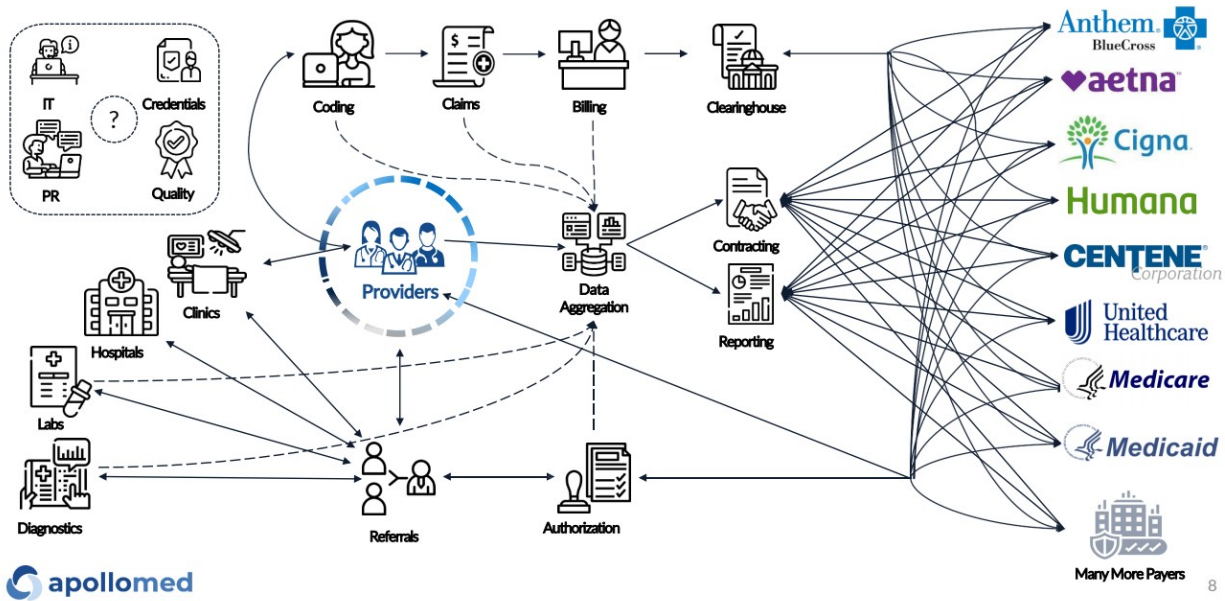 IT
Credentials
?
PR
Quality
Coding
Claims
Billing
Clearinghouse
Anthem®
BlueCross
®
aetna™
Cigna®
Humana
CENTENE®
Corporation
United
Healthcare
Medicare
Medicaid
Many More Payers
Contracting
Reporting
Data
Aggregation
Providers
Clinics
Hospitals
Labs
Diagnostics
Referrals
Authorization
$
apollomed
8